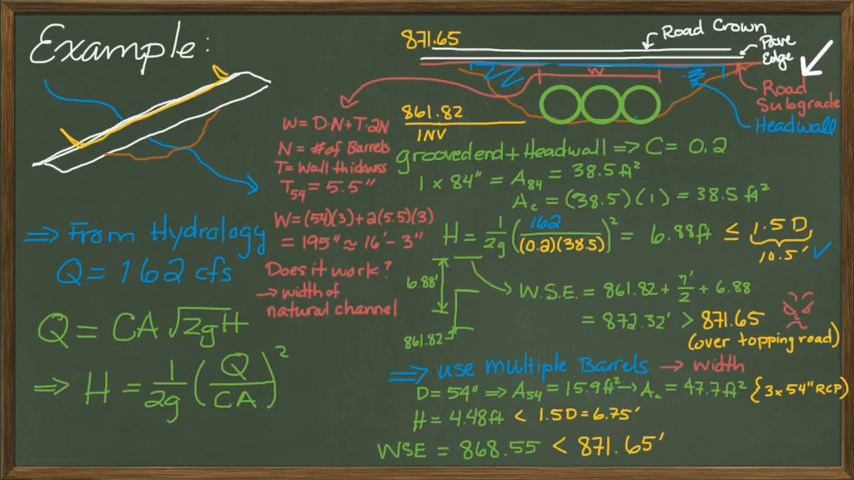 Example:
871.65
Road Crown
Pave
Edge
W
Road
Subgrade
Headwall
861.82
INV
W = D·N + T·2N
N = # of Barrels
T = Wall thickness
T54 = 5.5"
W = (54)(3) + 2(5.5)(3)
= 195" ≈ 16' - 3"
Does it work?
→ width of
natural channel
⇒ From Hydrology
Q = 162 cfs
Q = CA √2gH
⇒ H = 1/2g (Q/CA)²
grooved end + Headwall ⇒ C = 0.2
1 x 84" = A84 = 38.5 ft²
Ac = (38.5)(1) = 38.5 ft²
H = 1/2g (162/(0.2)(38.5))² = 6.88ft ≤ 1.5 D
10.5' ✓
6.88'
861.82
W.S.E = 861.82 + 7'/2 + 6.88
= 872.32' > 871.65
(over topping road)
⇒ use multiple Barrels → width
D = 54" ⇒ A54 = 15.9 ft² → Ac = 47.7 ft² {3 x 54" RCP}
H = 4.48ft < 1.5D = 6.75'
WSE = 868.55 < 871.65'